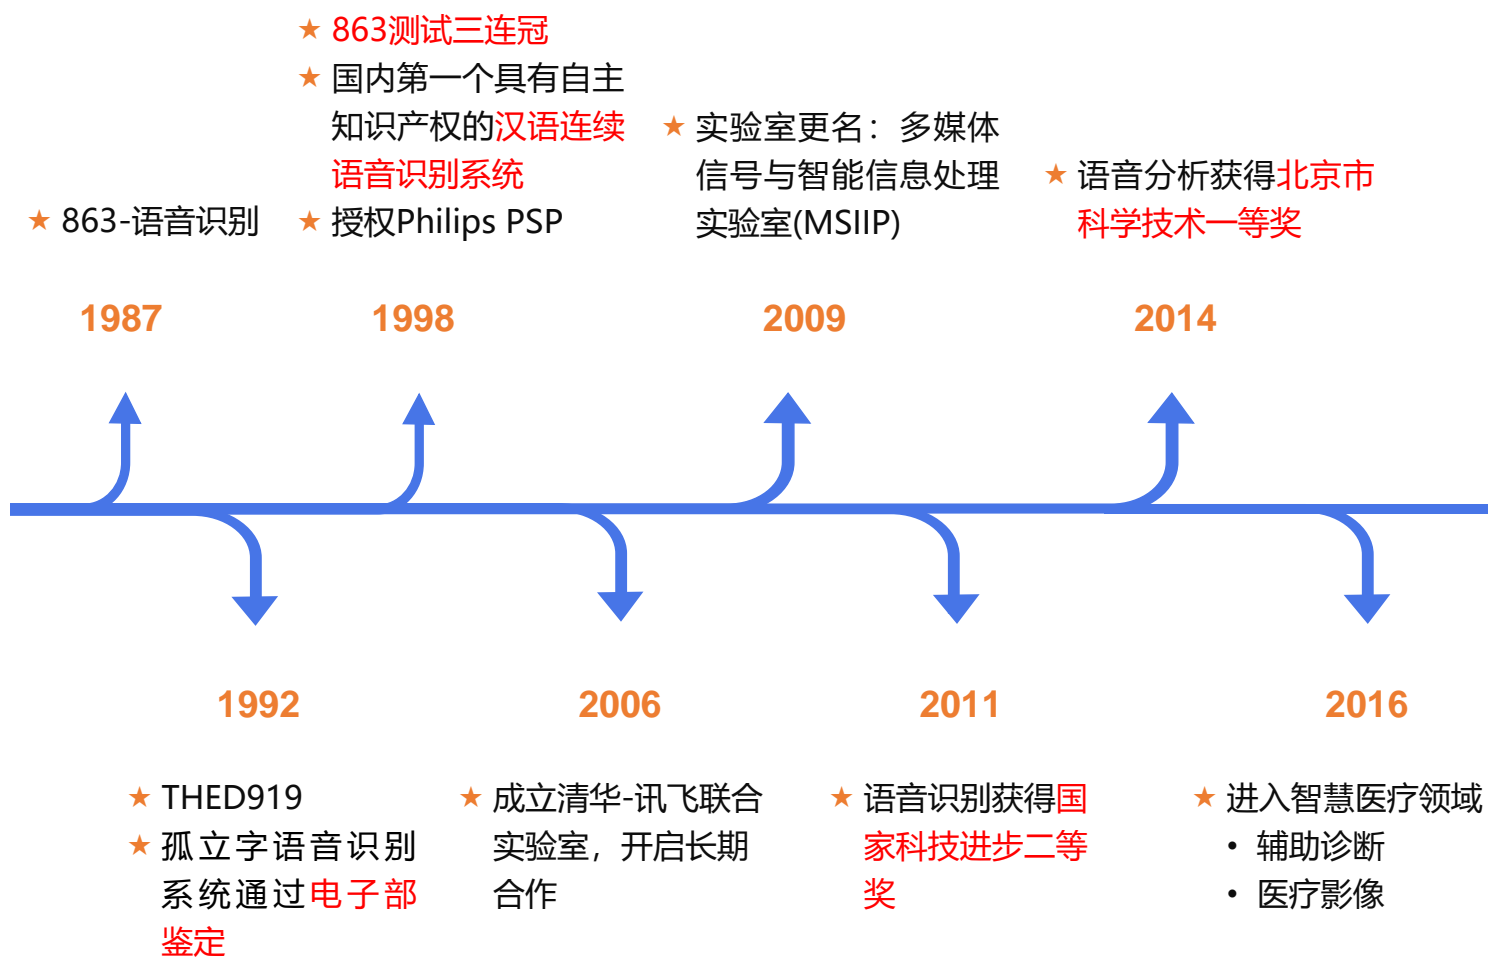 863-语音识别
1987
863测试三连冠
国内第一个具有自主
知识产权的汉语连续
语音识别系统
授权Philips PSP
1998
实验室更名：多媒体
信号与智能信息处理
实验室(MSIIP)
2009
语音分析获得北京市
科学技术一等奖
2014
1992
THED919
孤立字语音识别
系统通过电子部
鉴定
2006
成立清华-讯飞联合
实验室，开启长期
合作
2011
语音识别获得国
家科技进步二等
奖
2016
进入智慧医疗领域
• 辅助诊断
• 医疗影像